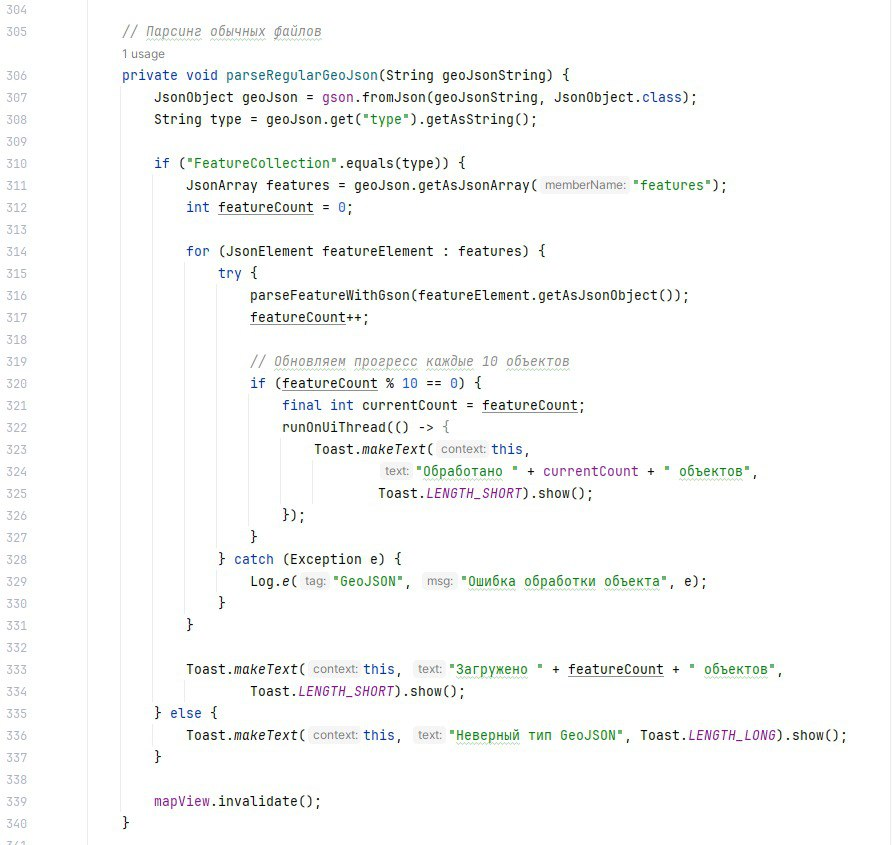 304
305 // Парсинг обычных файлов
1 usage
306 private void parseRegularGeoJson(String geoJsonString) {
307 JsonObject geoJson = gson.fromJson(geoJsonString, JsonObject.class);
308 String type = geoJson.get("type").getAsString();
309
310 if ("FeatureCollection".equals(type)) {
311 JsonArray features = geoJson.getAsJsonArray( memberName: "features");
312 int featureCount = 0;
313
314 for (JsonElement featureElement : features) {
315 try {
316 parseFeatureWithGson(featureElement.getAsJsonObject());
317 featureCount++;
318
319 // Обновляем прогресс каждые 10 объектов
320 if (featureCount % 10 == 0) {
321 final int currentCount = featureCount;
322 runOnUiThread(() -> {
323 Toast.makeText( context: this,
324 text: "Обработано " + currentCount + " объектов",
325 Toast.LENGTH_SHORT).show();
326 });
327 }
328 } catch (Exception e) {
329 Log.e( tag: "GeoJSON", msg: "Ошибка обработки объекта", e);
330 }
331 }
332
333 Toast.makeText( context: this, text: "Загружено " + featureCount + " объектов",
334 Toast.LENGTH_SHORT).show();
335 } else {
336 Toast.makeText( context: this, text: "Неверный тип GeoJSON", Toast.LENGTH_LONG).show();
337 }
338
339 mapView.invalidate();
340 }
341